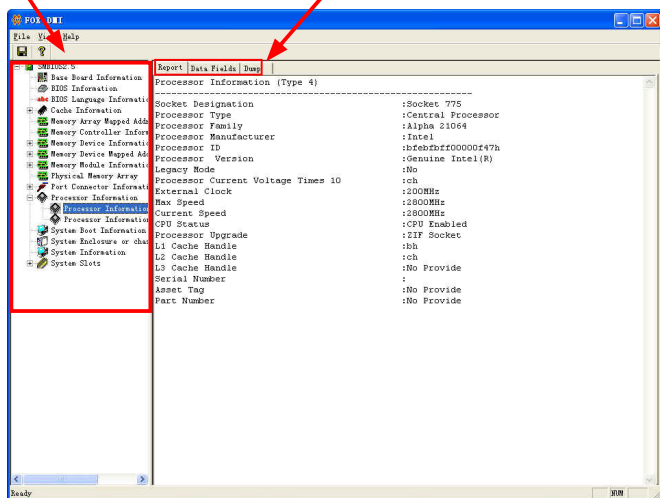 FOX DMI
File View Help
SMBIOS2.5
Base Board Information
BIOS Information
BIOS Language Informatio
Cache Information
Memory Array Mapped Addr
Memory Controller Inform
Memory Device Informatio
Memory Device Mapped Add
Memory Module Informatio
Physical Memory Array
Port Connector Informati
Processor Information
Processor Information
Processor Information
System Boot Information
System Enclosure or chas
System Information
System Slots
Report Data Fields Dump
Processor Information (Type 4)
Socket Designation :Socket 775
Processor Type :Central Processor
Processor Family :Alpha 21064
Processor Manufacturer :Intel
Processor ID :bfebfbff00000f47h
Processor Version :Genuine Intel(R)
Legacy Mode :No
Processor Current Voltage Times 10 :ch
External Clock :200MHz
Max Speed :2800MHz
Current Speed :2800MHz
CPU Status :CPU Enabled
Processor Upgrade :ZIF Socket
L1 Cache Handle :bh
L2 Cache Handle :ch
L3 Cache Handle :No Provide
Serial Number :
Asset Tag :No Provide
Part Number :No Provide
Ready NUM